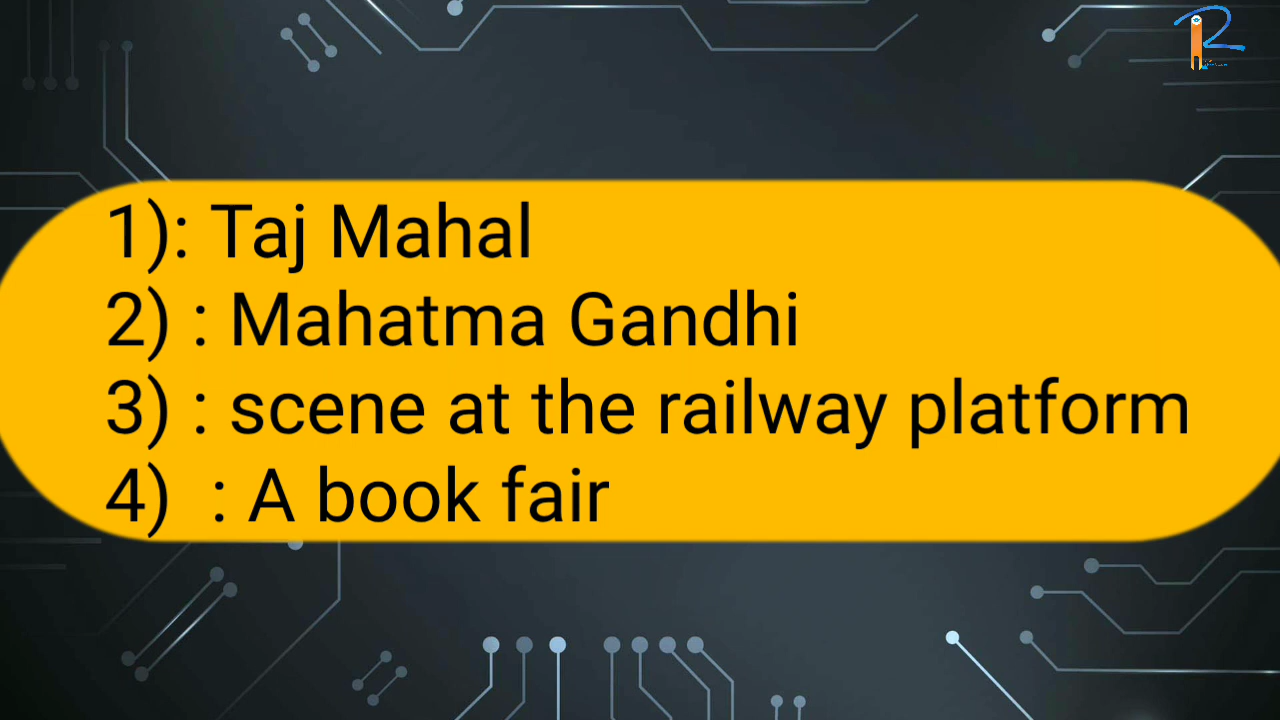 1): Taj Mahal
2) : Mahatma Gandhi
3) : scene at the railway platform
4)  : A book fair